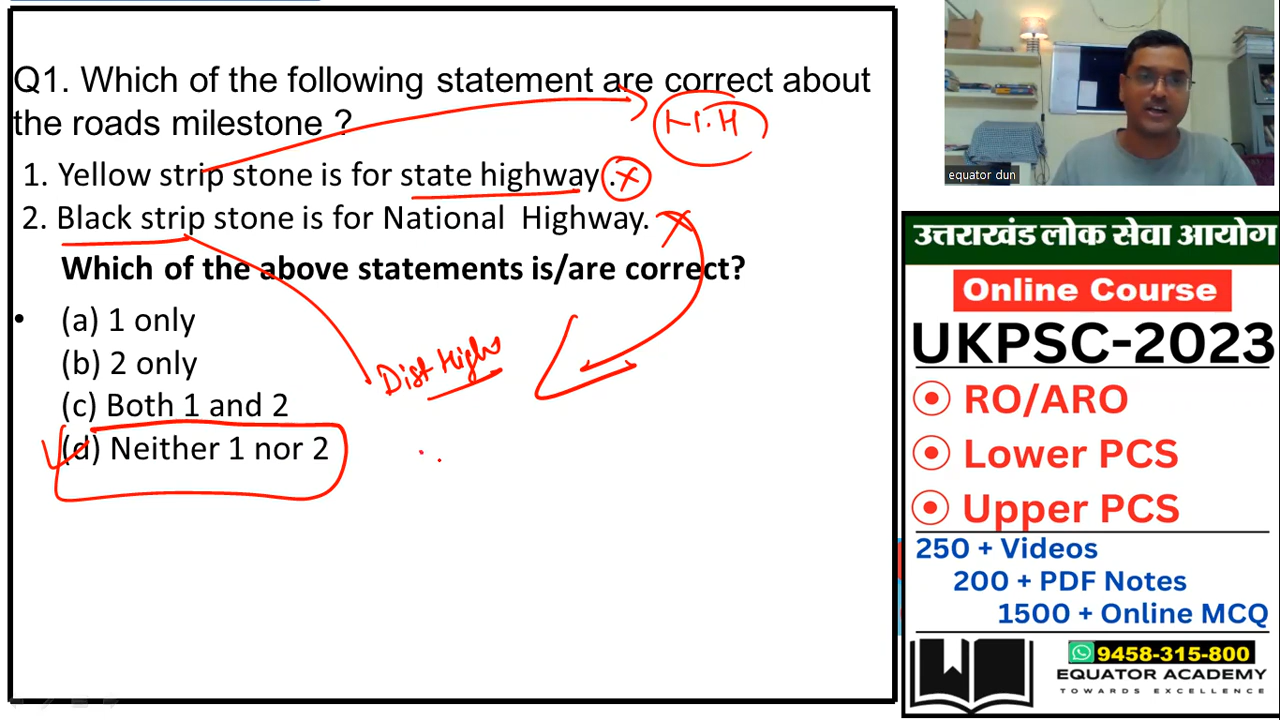 Q1. Which of the following statement are correct about
the roads milestone ?
N.H
1. Yellow strip stone is for state highway .
2. Black strip stone is for National Highway.
Which of the above statements is/are correct?
• (a) 1 only
(b) 2 only
Dist Highs
(c) Both 1 and 2
(d) Neither 1 nor 2
equator dun
उत्तराखंड लोक सेवा आयोग
Online Course
UKPSC-2023
RO/ARO
Lower PCS
Upper PCS
250 + Videos
200 + PDF Notes
1500 + Online MCQ
9458-315-800
EQUATOR ACADEMY
TOWARDS EXCELLENCE